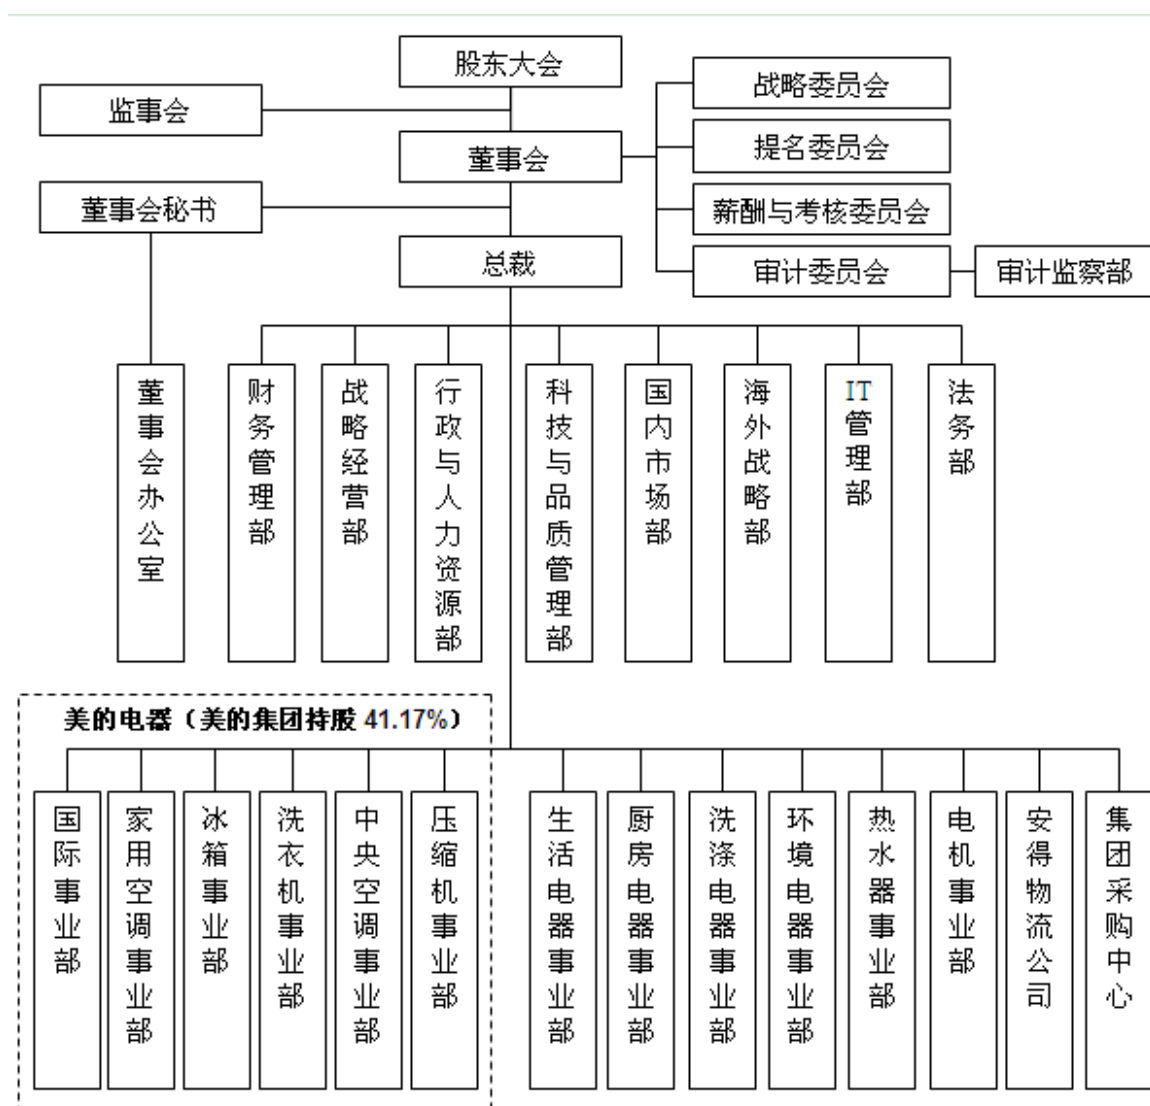 股东大会
监事会
战略委员会
董事会
提名委员会
董事会秘书
薪酬与考核委员会
总裁
审计委员会
审计监察部
董事会办公室
财务管理部
战略经营部
行政与人力资源部
科技与品质管理部
国内市场部
海外战略部
IT管理部
法务部
美的电器（美的集团持股 41.17%）
国际事业部
家用空调事业部
冰箱事业部
洗衣机事业部
中央空调事业部
压缩机事业部
生活电器事业部
厨房电器事业部
洗涤电器事业部
环境电器事业部
热水器事业部
电机事业部
安得物流公司
集团采购中心